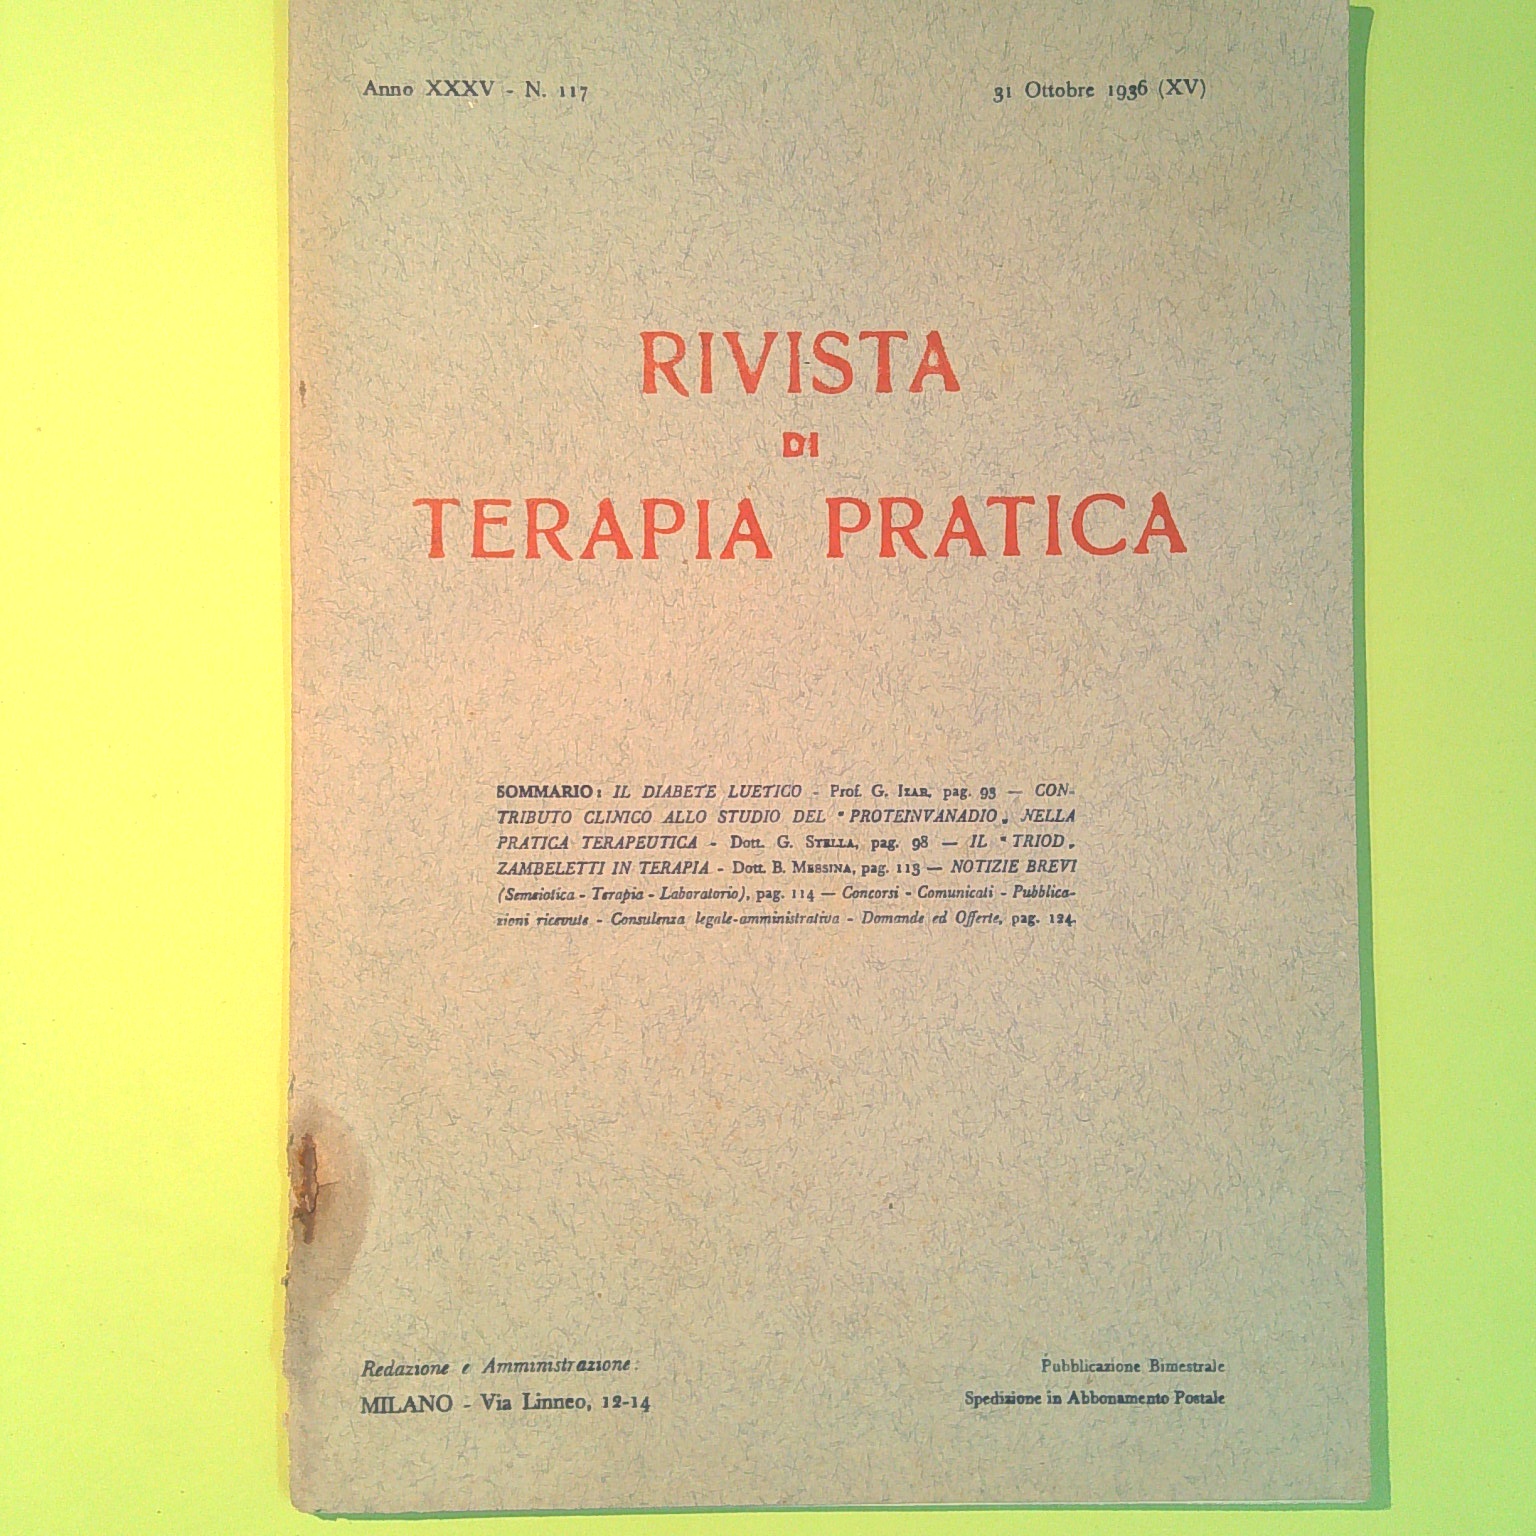 Anno XXXV - N. 117
31 Ottobre 1936 (XV)
RIVISTA
DI
TERAPIA PRATICA
SOMMARIO: IL DIABETE LUETICO - Prof. G. IZAR, pag. 93 — CON-
TRIBUTO CLINICO ALLO STUDIO DEL "PROTEINVANADIO„ NELLA
PRATICA TERAPEUTICA - Dott. G. STELLA, pag. 98 — IL "TRIOD„
ZAMBELETTI IN TERAPIA - Dott. B. MESSINA, pag. 113 — NOTIZIE BREVI
(Semeiotica - Terapia - Laboratorio), pag. 114 — Concorsi - Comunicati - Pubblica-
zioni ricevute - Consulenza legale-amministrativa - Domande ed Offerte, pag. 124.
Redazione e Amministrazione:
MILANO - Via Linneo, 12-14
Pubblicazione Bimestrale
Spedizione in Abbonamento Postale